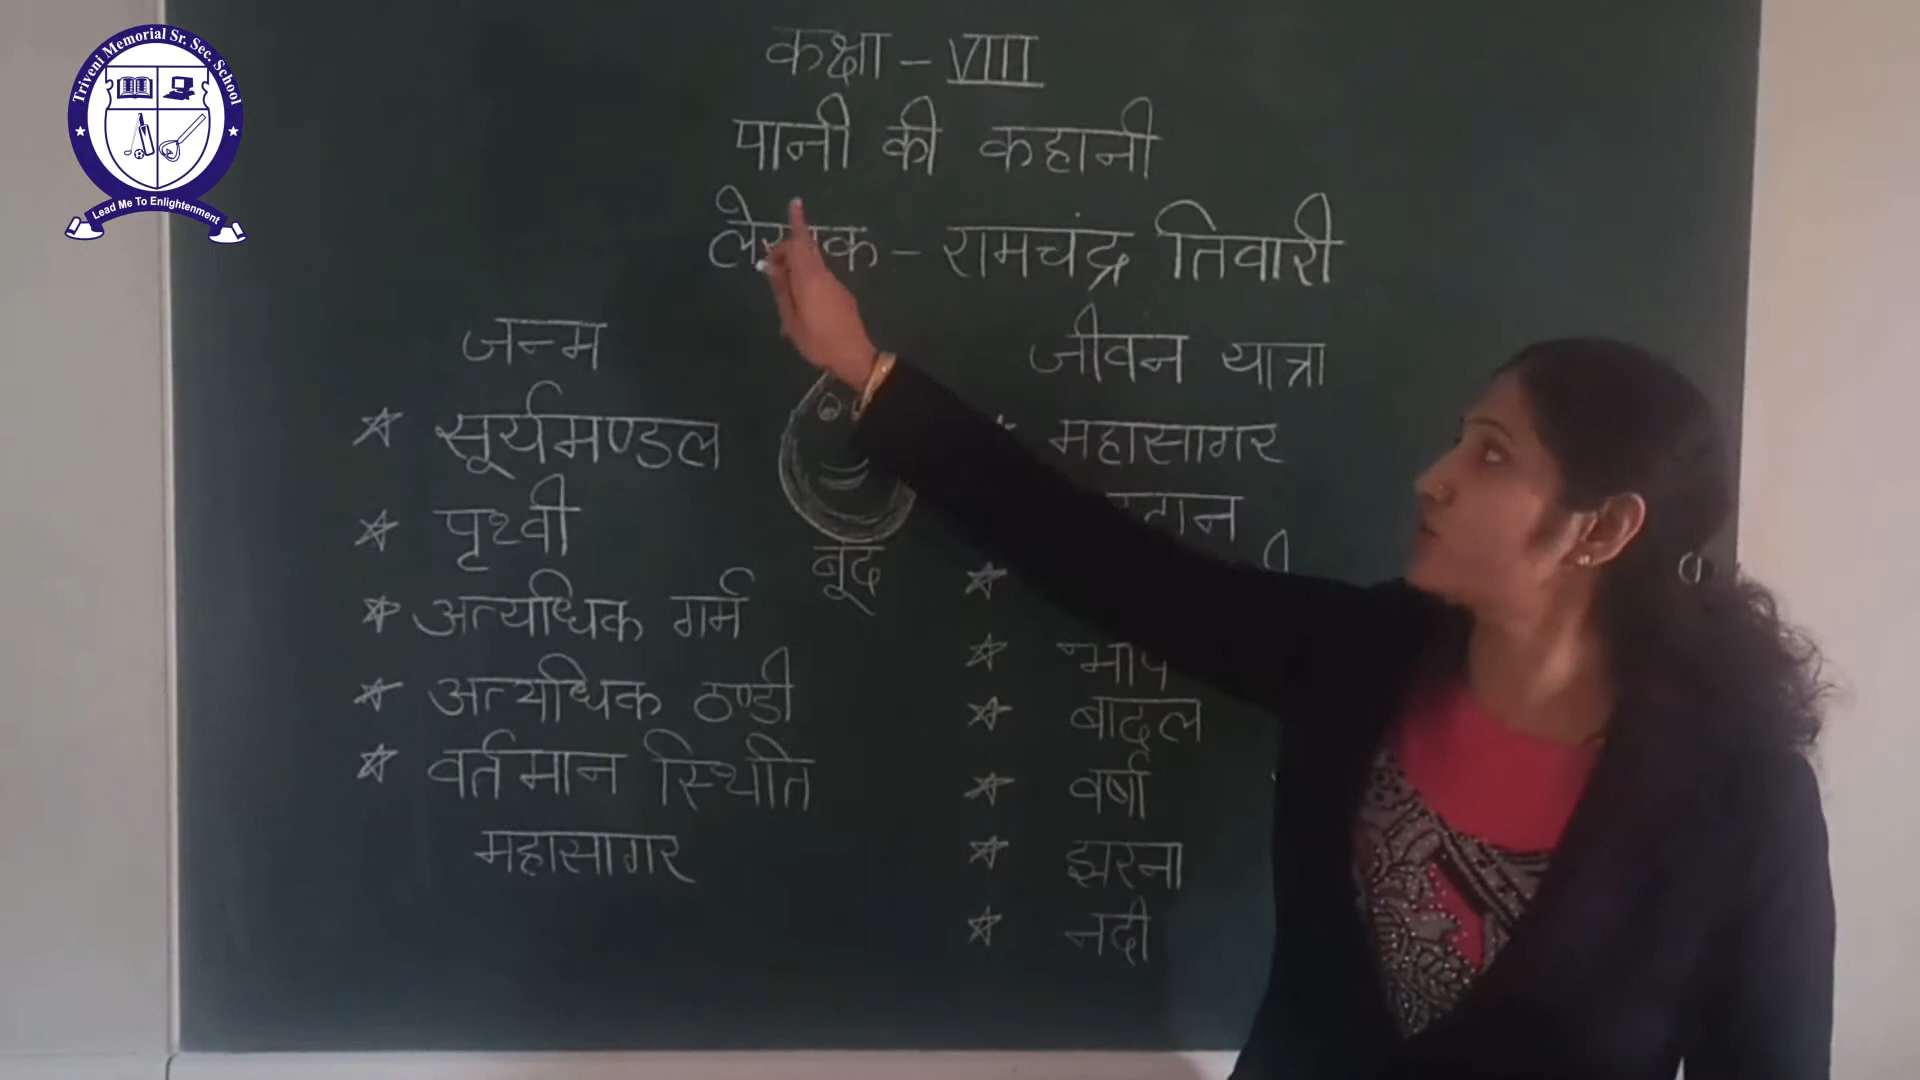 Triveni Memorial Sr. Sec. School
Lead Me To Enlightenment
कक्षा - VIII
पानी की कहानी
लेखक - रामचंद्र तिवारी
जन्म
सूर्यमण्डल
पृथ्वी
अत्यधिक गर्म
अत्यधिक ठण्डी
वर्तमान स्थिति
महासागर
बूंद
जीवन यात्रा
महासागर
भाप
बादल
वर्षा
झरना
नदी